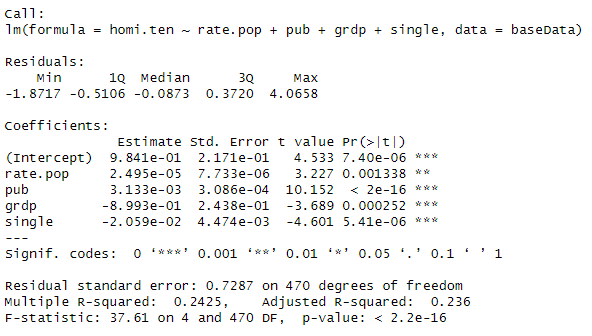 Call:
lm(formula = homi.ten ~ rate.pop + pub + grdp + single, data = baseData)
Residuals:
    Min      1Q  Median      3Q     Max
-1.8717 -0.5106 -0.0873  0.3720  4.0658
Coefficients:
              Estimate Std. Error t value Pr(>|t|)
(Intercept)  9.841e-01  2.171e-01   4.533 7.40e-06 ***
rate.pop     2.495e-05  7.733e-06   3.227 0.001338 **
pub          3.133e-03  3.086e-04  10.152  < 2e-16 ***
grdp        -8.993e-01  2.438e-01  -3.689 0.000252 ***
single      -2.059e-02  4.474e-03  -4.601 5.41e-06 ***
---
Signif. codes:  0 ‘***’ 0.001 ‘**’ 0.01 ‘*’ 0.05 ‘.’ 0.1 ‘ ’ 1
Residual standard error: 0.7287 on 470 degrees of freedom
Multiple R-squared:  0.2425,    Adjusted R-squared:  0.236
F-statistic: 37.61 on 4 and 470 DF,  p-value: < 2.2e-16